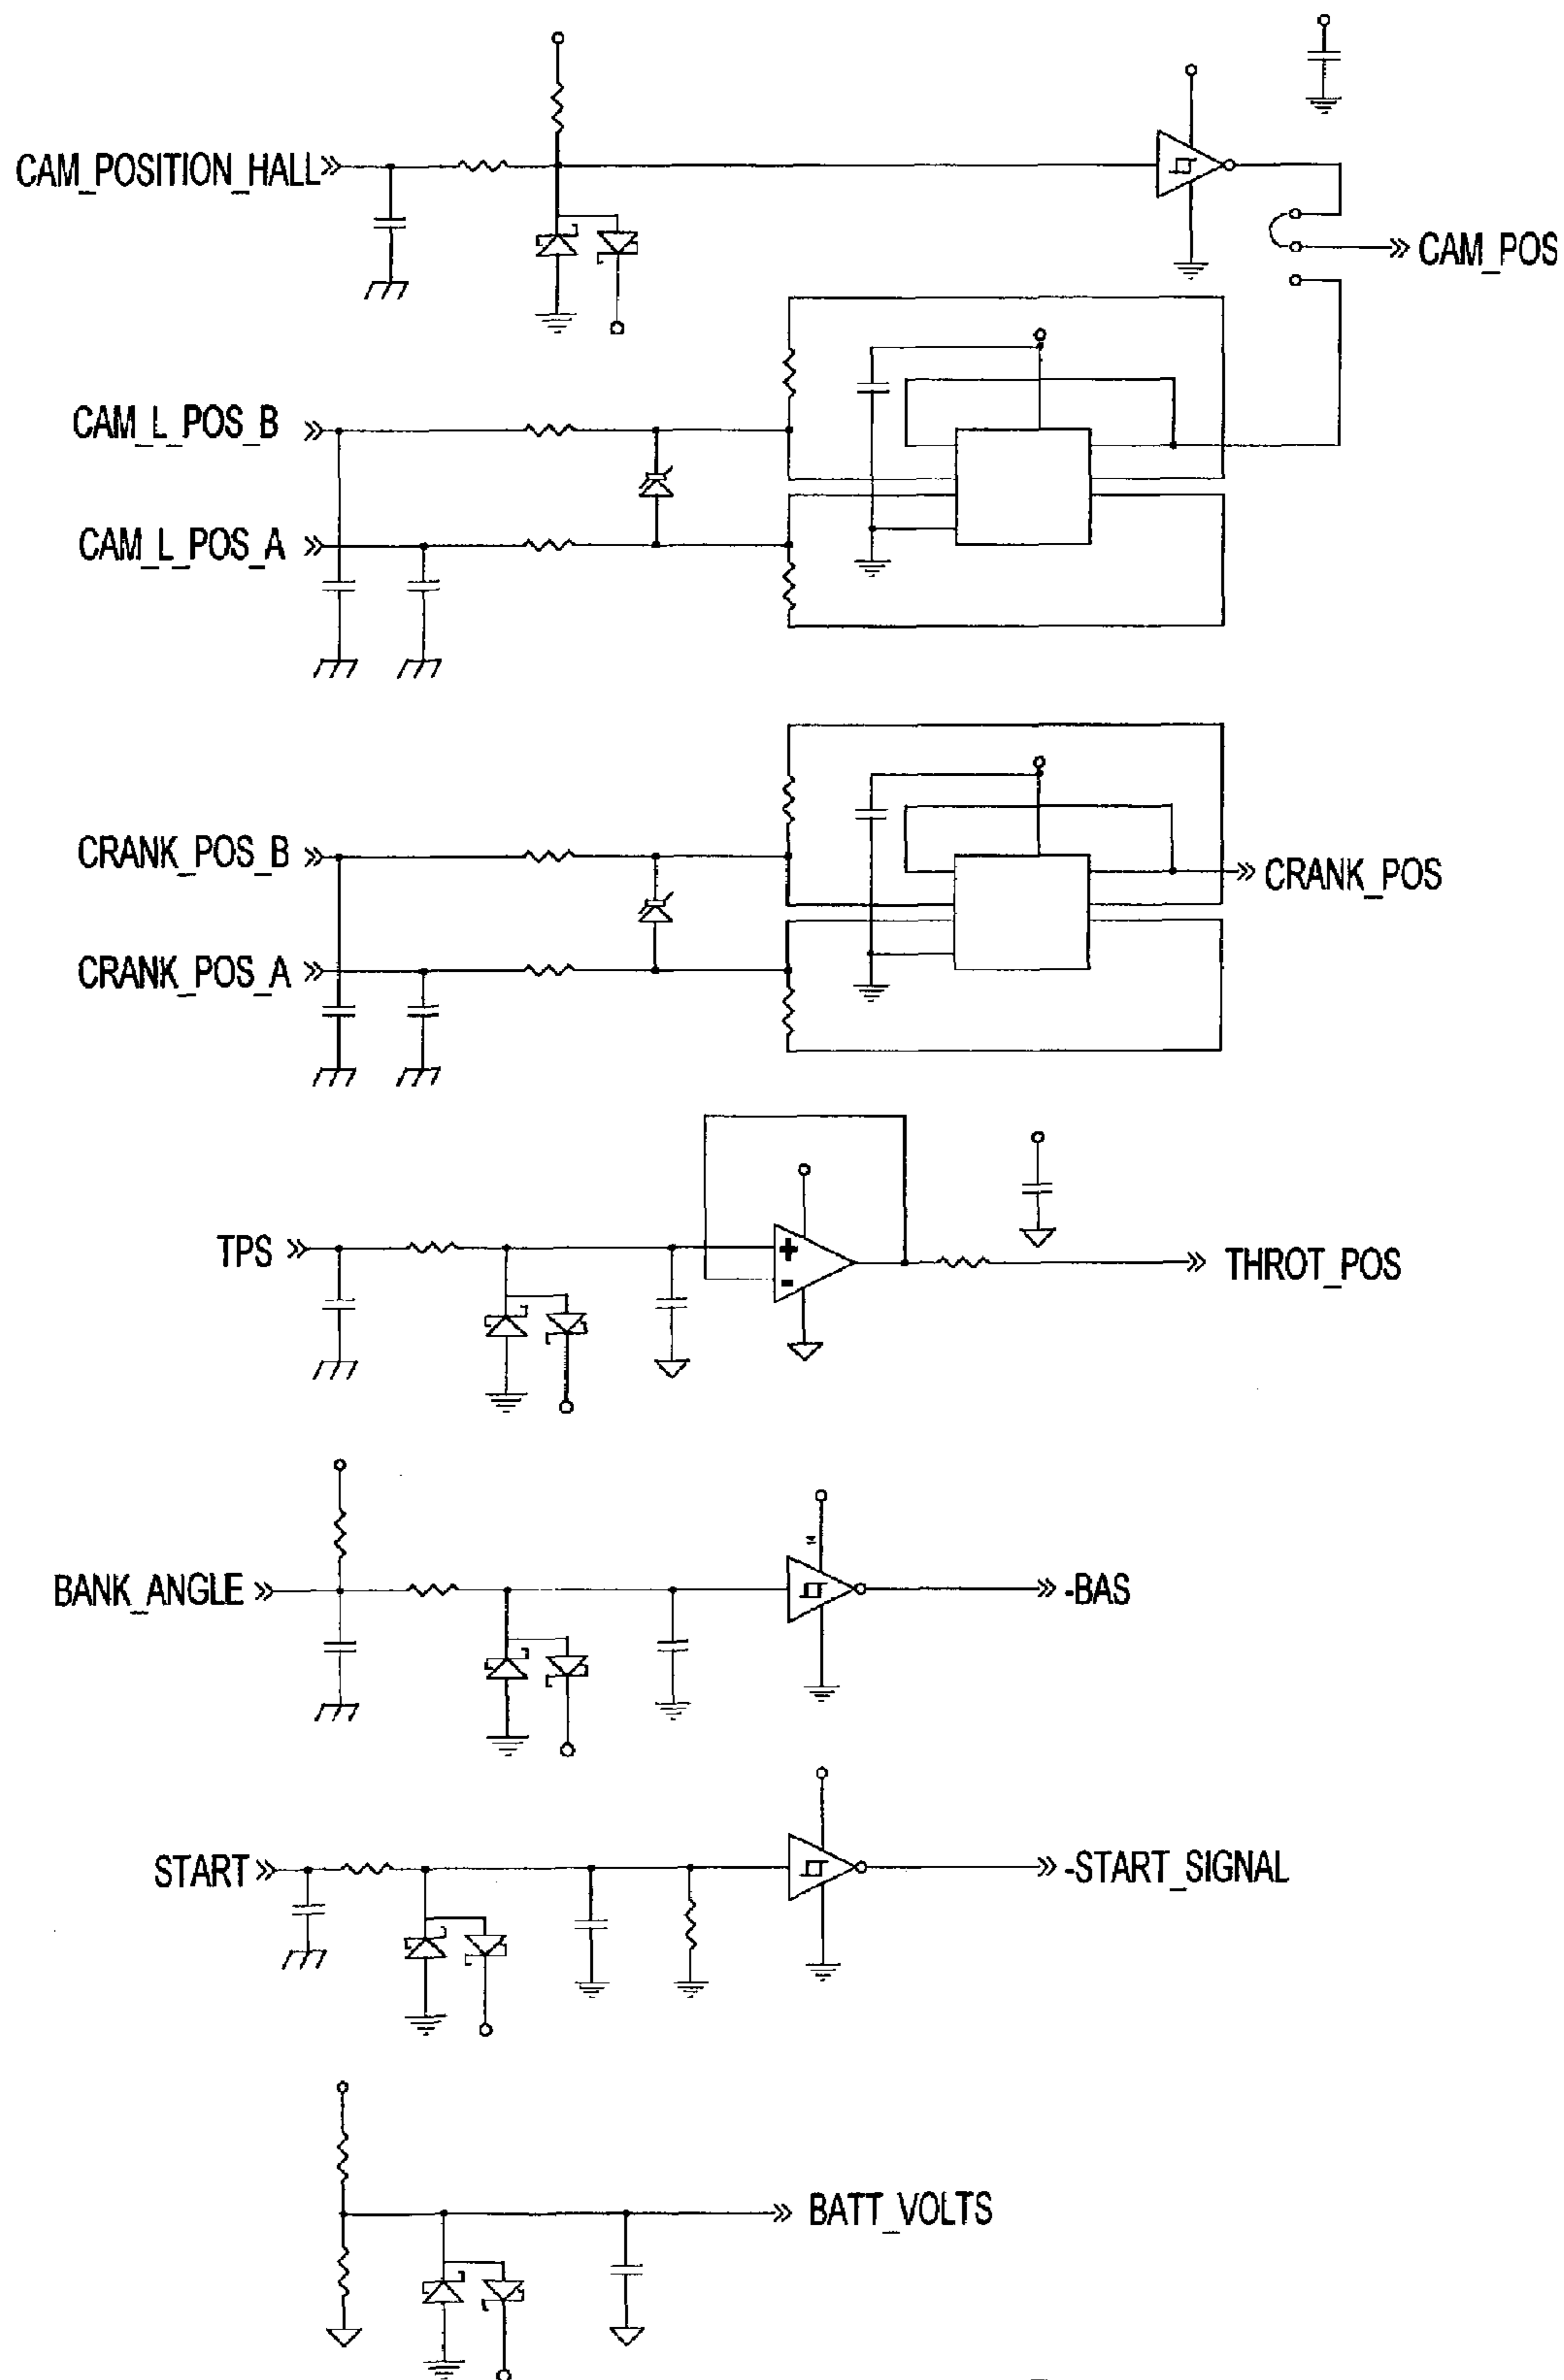 CAM_POSITION_HALL
CAM_POS
CAM_L_POS_B
CAM_L_POS_A
CRANK_POS_B
CRANK_POS
CRANK_POS_A
TPS
+
-
THROT_POS
BANK_ANGLE
-BAS
START
-START_SIGNAL
BATT_VOLTS